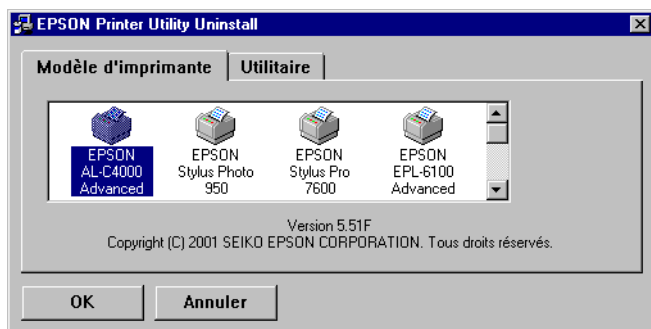 EPSON Printer Utility Uninstall
Modèle d'imprimante
Utilitaire
EPSON
AL-C4000
Advanced
EPSON
Stylus Photo
950
EPSON
Stylus Pro
7600
EPSON
EPL-6100
Advanced
Version 5.51F
Copyright (C) 2001 SEIKO EPSON CORPORATION. Tous droits réservés.
OK
Annuler